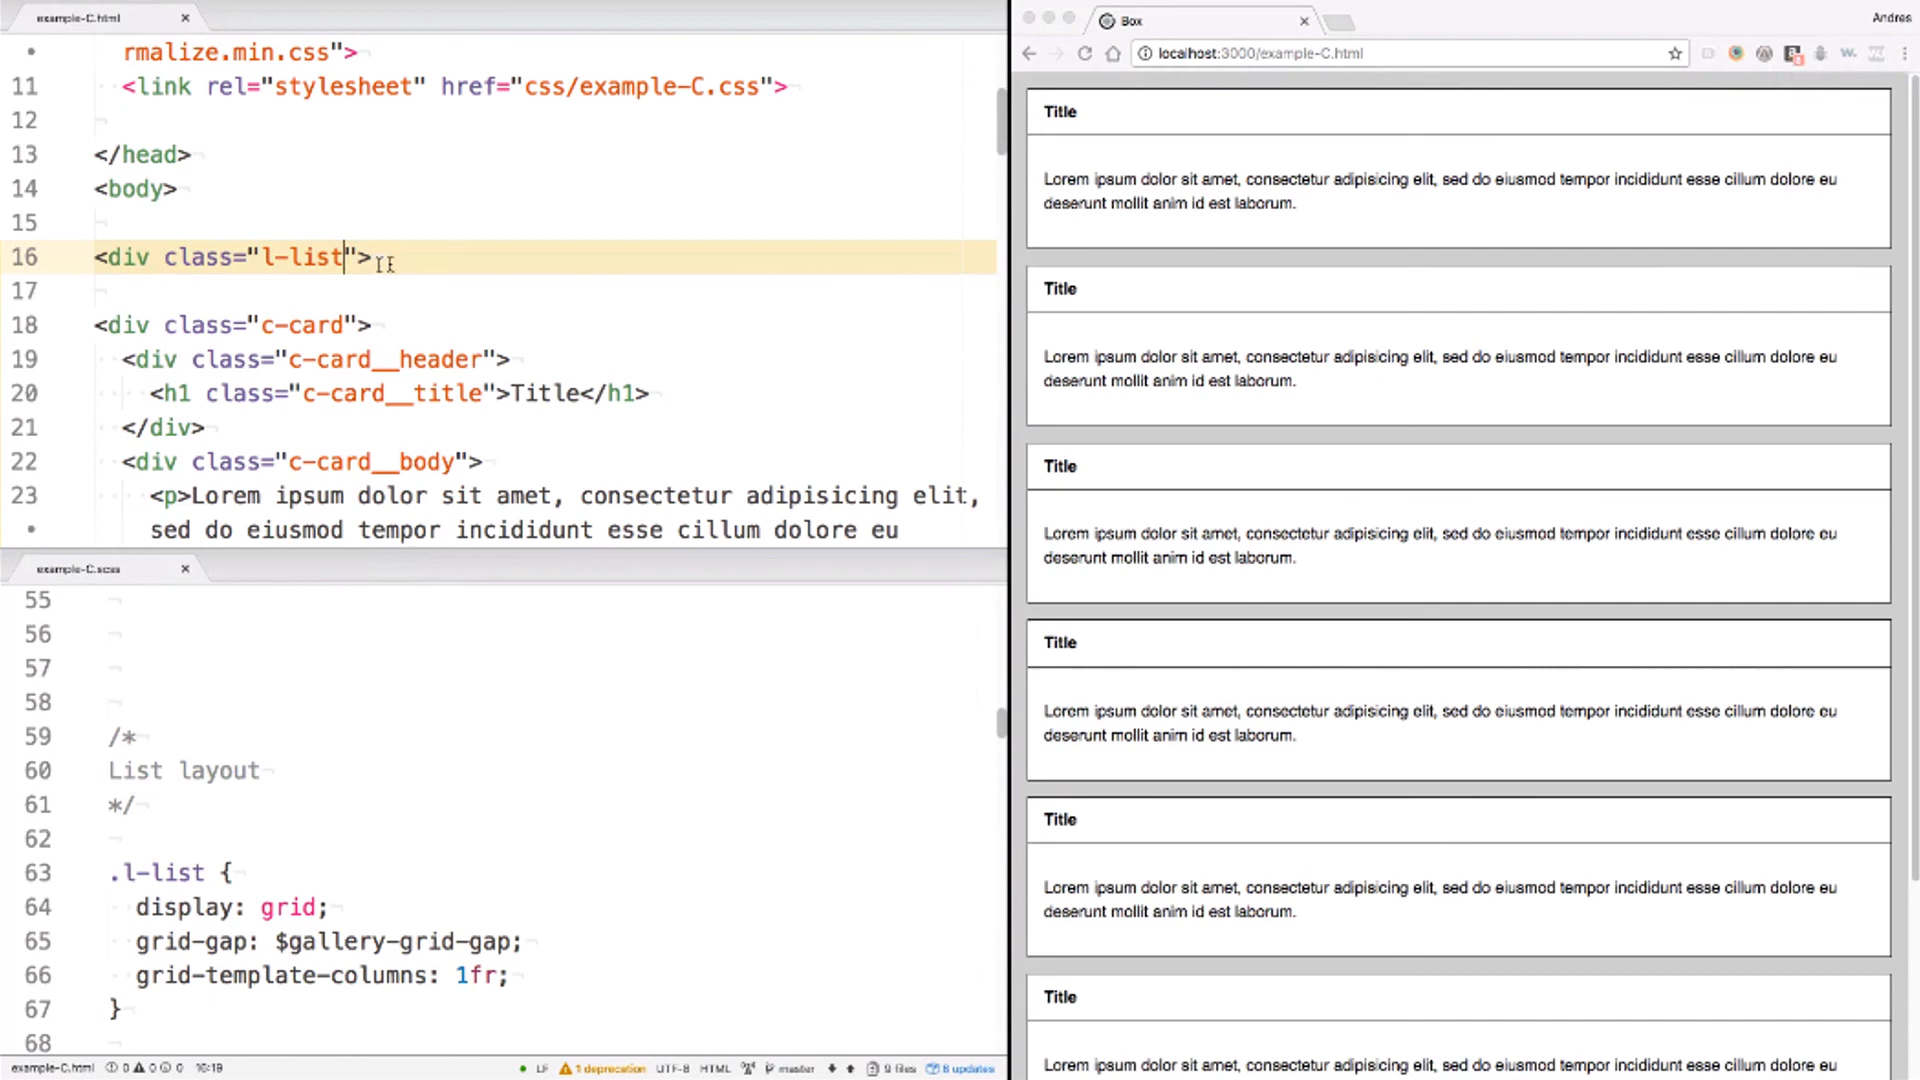 example-C.html
rmalize.min.css">
11 <link rel="stylesheet" href="css/example-C.css">
12
13 </head>
14 <body>
15
16 <div class="l-list">
17
18 <div class="c-card">
19 <div class="c-card__header">
20 <h1 class="c-card__title">Title</h1>
21 </div>
22 <div class="c-card__body">
23 <p>Lorem ipsum dolor sit amet, consectetur adipisicing elit,
sed do eiusmod tempor incididunt esse cillum dolore eu
example-C.scss
55
56
57
58
59 /*
60 List layout
61 */
62
63 .l-list {
64 display: grid;
65 grid-gap: $gallery-grid-gap;
66 grid-template-columns: 1fr;
67 }
68
example-C.html 0 0 0 16:19 LF 1 deprecation UTF-8 HTML master 9 files 8 updates
Box
Andres
localhost:3000/example-C.html
Title
Lorem ipsum dolor sit amet, consectetur adipisicing elit, sed do eiusmod tempor incididunt esse cillum dolore eu
deserunt mollit anim id est laborum.
Title
Lorem ipsum dolor sit amet, consectetur adipisicing elit, sed do eiusmod tempor incididunt esse cillum dolore eu
deserunt mollit anim id est laborum.
Title
Lorem ipsum dolor sit amet, consectetur adipisicing elit, sed do eiusmod tempor incididunt esse cillum dolore eu
deserunt mollit anim id est laborum.
Title
Lorem ipsum dolor sit amet, consectetur adipisicing elit, sed do eiusmod tempor incididunt esse cillum dolore eu
deserunt mollit anim id est laborum.
Title
Lorem ipsum dolor sit amet, consectetur adipisicing elit, sed do eiusmod tempor incididunt esse cillum dolore eu
deserunt mollit anim id est laborum.
Title
Lorem ipsum dolor sit amet, consectetur adipisicing elit, sed do eiusmod tempor incididunt esse cillum dolore eu